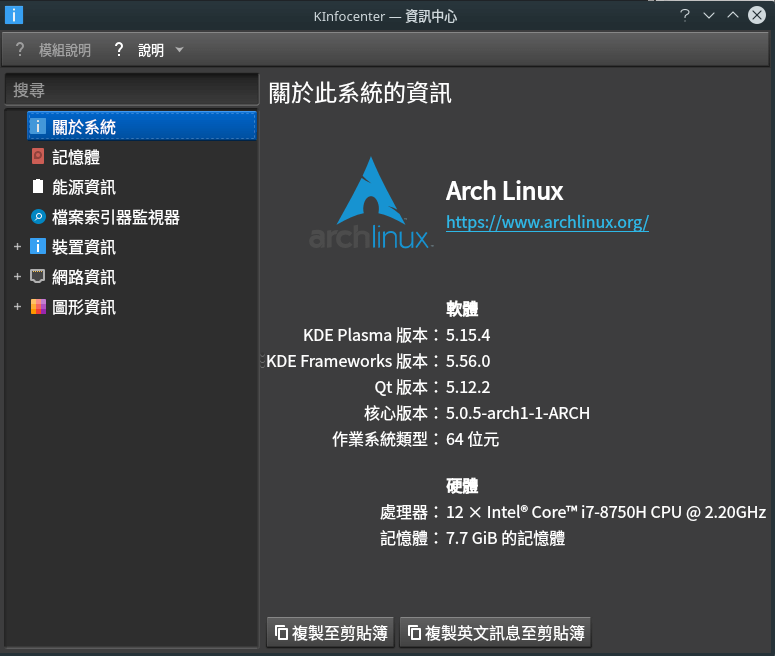 KInfocenter — 資訊中心
? 模組說明 ? 說明
搜尋
關於系統
記憶體
能源資訊
檔案索引器監視器
+ 裝置資訊
+ 網路資訊
+ 圖形資訊
關於此系統的資訊
archlinux.
Arch Linux
https://www.archlinux.org/
軟體
KDE Plasma 版本：5.15.4
KDE Frameworks 版本：5.56.0
Qt 版本：5.12.2
核心版本：5.0.5-arch1-1-ARCH
作業系統類型：64 位元
硬體
處理器：12 × Intel® Core™ i7-8750H CPU @ 2.20GHz
記憶體：7.7 GiB 的記憶體
複製至剪貼簿 複製英文訊息至剪貼簿